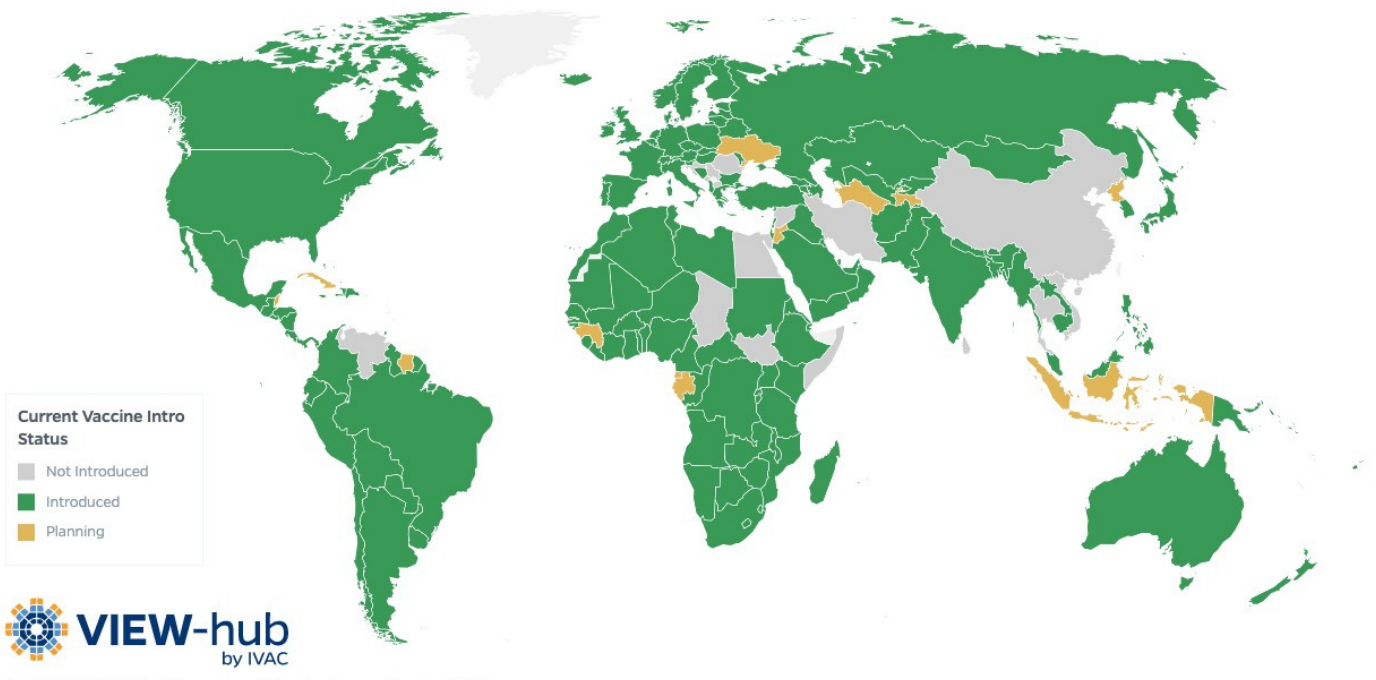 Current Vaccine Intro
Status
Not Introduced
Introduced
Planning
VIEW-hub
by IVAC